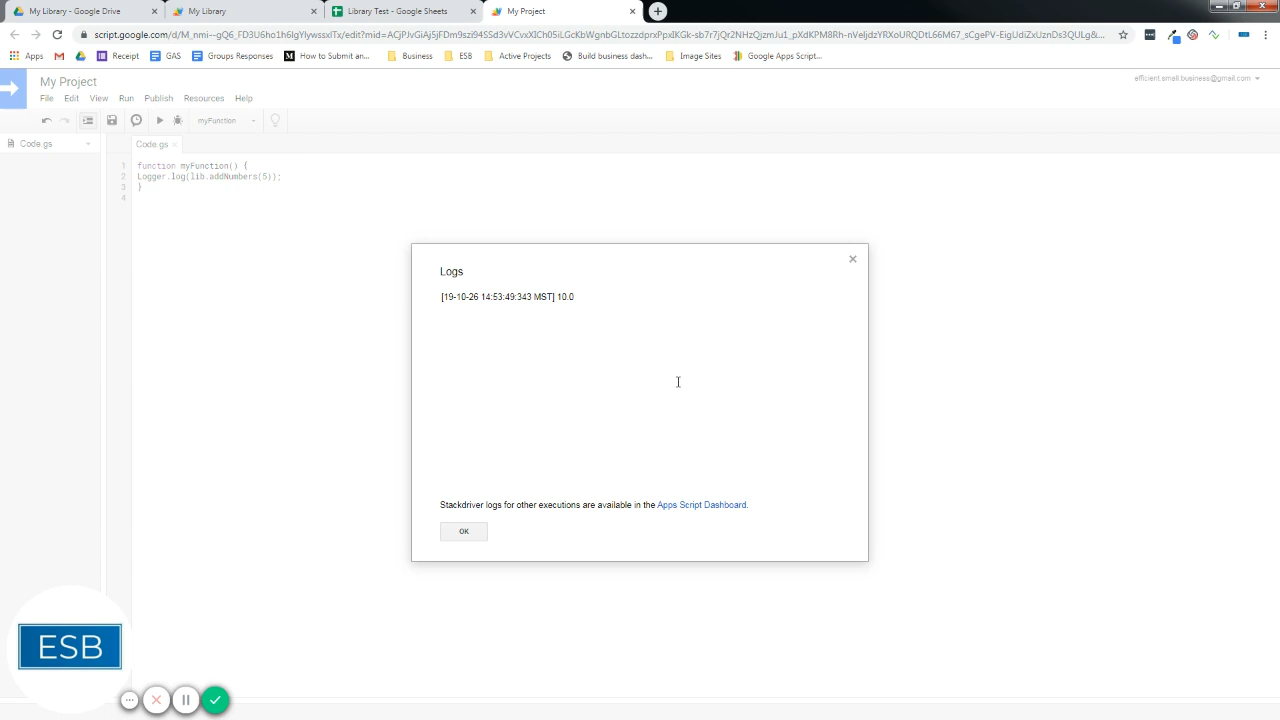 My Library - Google Drive
My Library
Library Test - Google Sheets
My Project
Apps
Receipt
GAS
Groups Responses
How to Submit an...
Business
ESB
Active Projects
Build business dash...
Image Sites
Google Apps Script...
My Project
efficient.small.business@gmail.com
File Edit View Run Publish Resources Help
myFunction
Code.gs
Code.gs
1 function myFunction() {
2 Logger.log(lib.addNumbers(5));
3 }
4
Logs
[19-10-26 14:53:49:343 MST] 10.0
Stackdriver logs for other executions are available in the Apps Script Dashboard.
OK
ESB